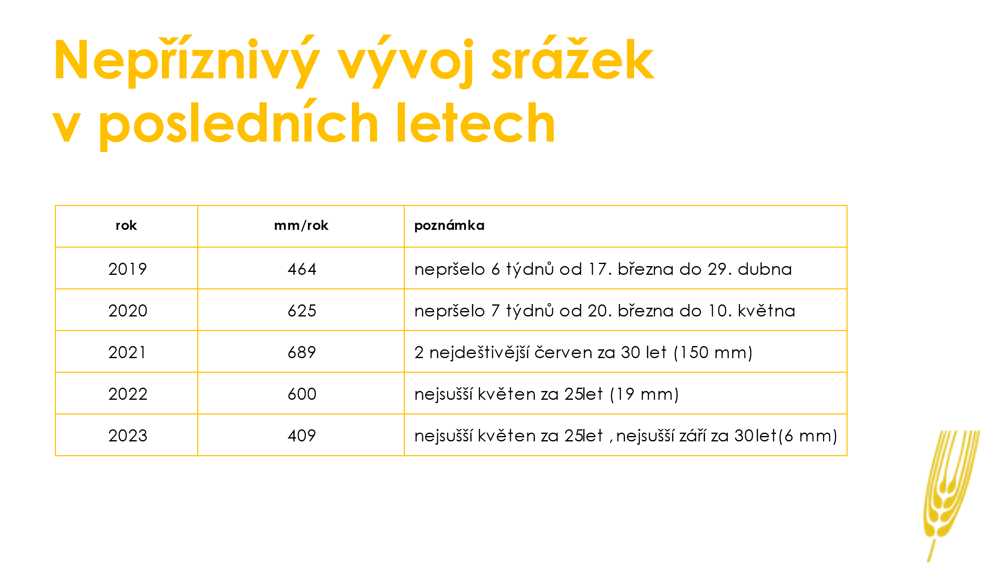 Nepříznivý vývoj srážek
v posledních letech
rok mm/rok poznámka
2019 464 nepršelo 6 týdnů od 17. března do 29. dubna
2020 625 nepršelo 7 týdnů od 20. března do 10. května
2021 689 2 nejdeštivější červen za 30 let (150 mm)
2022 600 nejsušší květen za 25let (19 mm)
2023 409 nejsušší květen za 25let ,nejsušší září za 30let(6 mm)